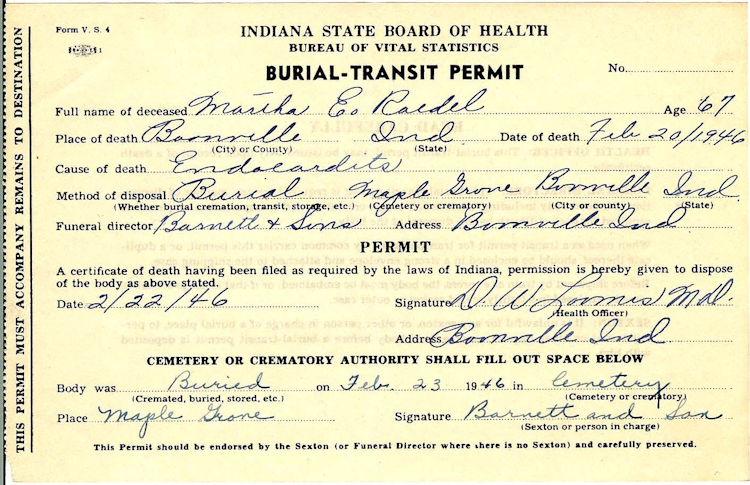 THIS PERMIT MUST ACCOMPANY REMAINS TO DESTINATION
Form V. S. 4
1
INDIANA STATE BOARD OF HEALTH
BUREAU OF VITAL STATISTICS
BURIAL-TRANSIT PERMIT
No.
Full name of deceased Martha E. Raedel Age 67
Place of death Boonville Ind Date of death Feb 20/1946
(City or County) (State)
Cause of death Endocardits
Method of disposal Burial Maple Grove Bonville Ind.
(Whether burial cremation, transit, storage, etc.) (Cemetery or crematory) (City or county) (State)
Funeral director Barnett & Sons Address Bonville Ind
PERMIT
A certificate of death having been filed as required by the laws of Indiana, permission is hereby given to dispose
of the body as above stated.
Date 2/22/46 Signature D. W. Loomis M.D.
(Health Officer)
Address Boonville Ind
CEMETERY OR CREMATORY AUTHORITY SHALL FILL OUT SPACE BELOW
Body was Buried on Feb. 23 1946 in Cemetery
(Cremated, buried, stored, etc.) (Cemetery or crematory)
Place Maple Grove Signature Barnett and Son
(Sexton or person in charge)
This Permit should be endorsed by the Sexton (or Funeral Director where there is no Sexton) and carefully preserved.